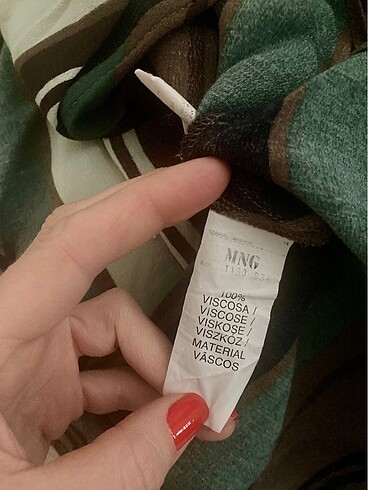 MNG
100%
VISCOSA /
VISCOSE /
VISKOSE /
VISZKÓZ /
MATERIAL
VÂSCOS